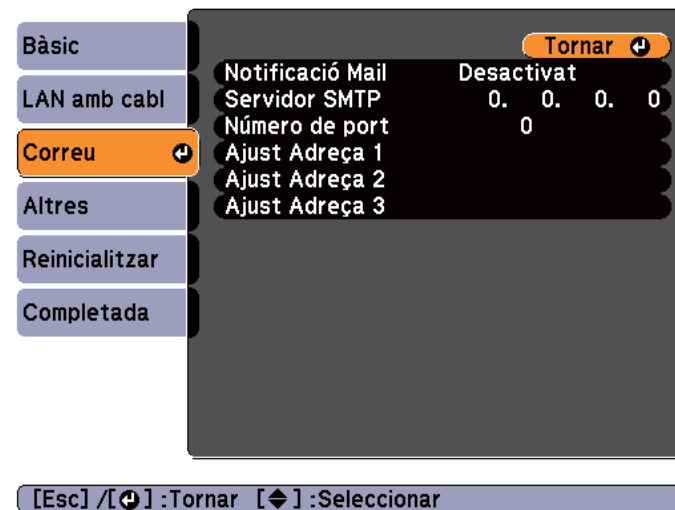 Bàsic
LAN amb cabl
Correu
Altres
Reinicialitzar
Completada
Tornar
Notificació Mail Desactivat
Servidor SMTP 0. 0. 0. 0
Número de port 0
Ajust Adreça 1
Ajust Adreça 2
Ajust Adreça 3
[Esc] /[⏎] :Tornar [◆] :Seleccionar